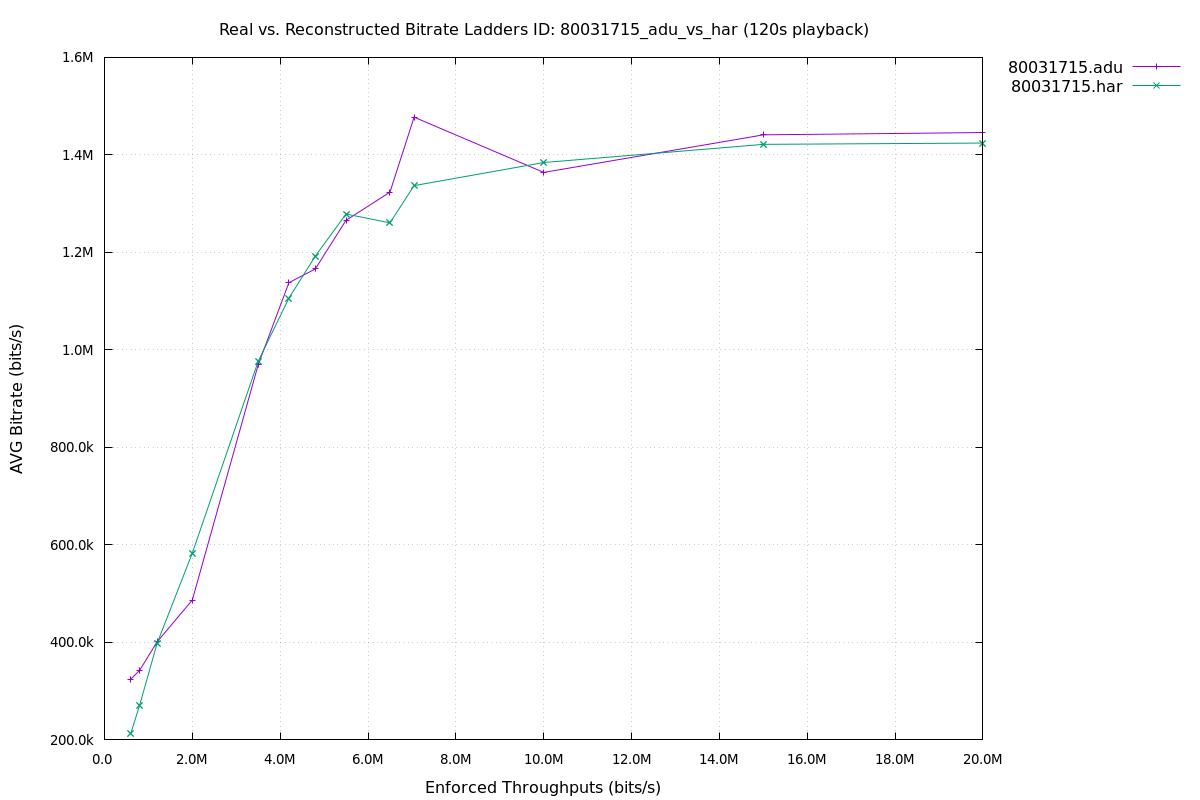 Real vs. Reconstructed Bitrate Ladders ID: 80031715_adu_vs_har (120s playback)
80031715.adu
80031715.har
1.6M
1.4M
1.2M
1.0M
800.0k
600.0k
400.0k
200.0k
AVG Bitrate (bits/s)
0.0 2.0M 4.0M 6.0M 8.0M 10.0M 12.0M 14.0M 16.0M 18.0M 20.0M
Enforced Throughputs (bits/s)